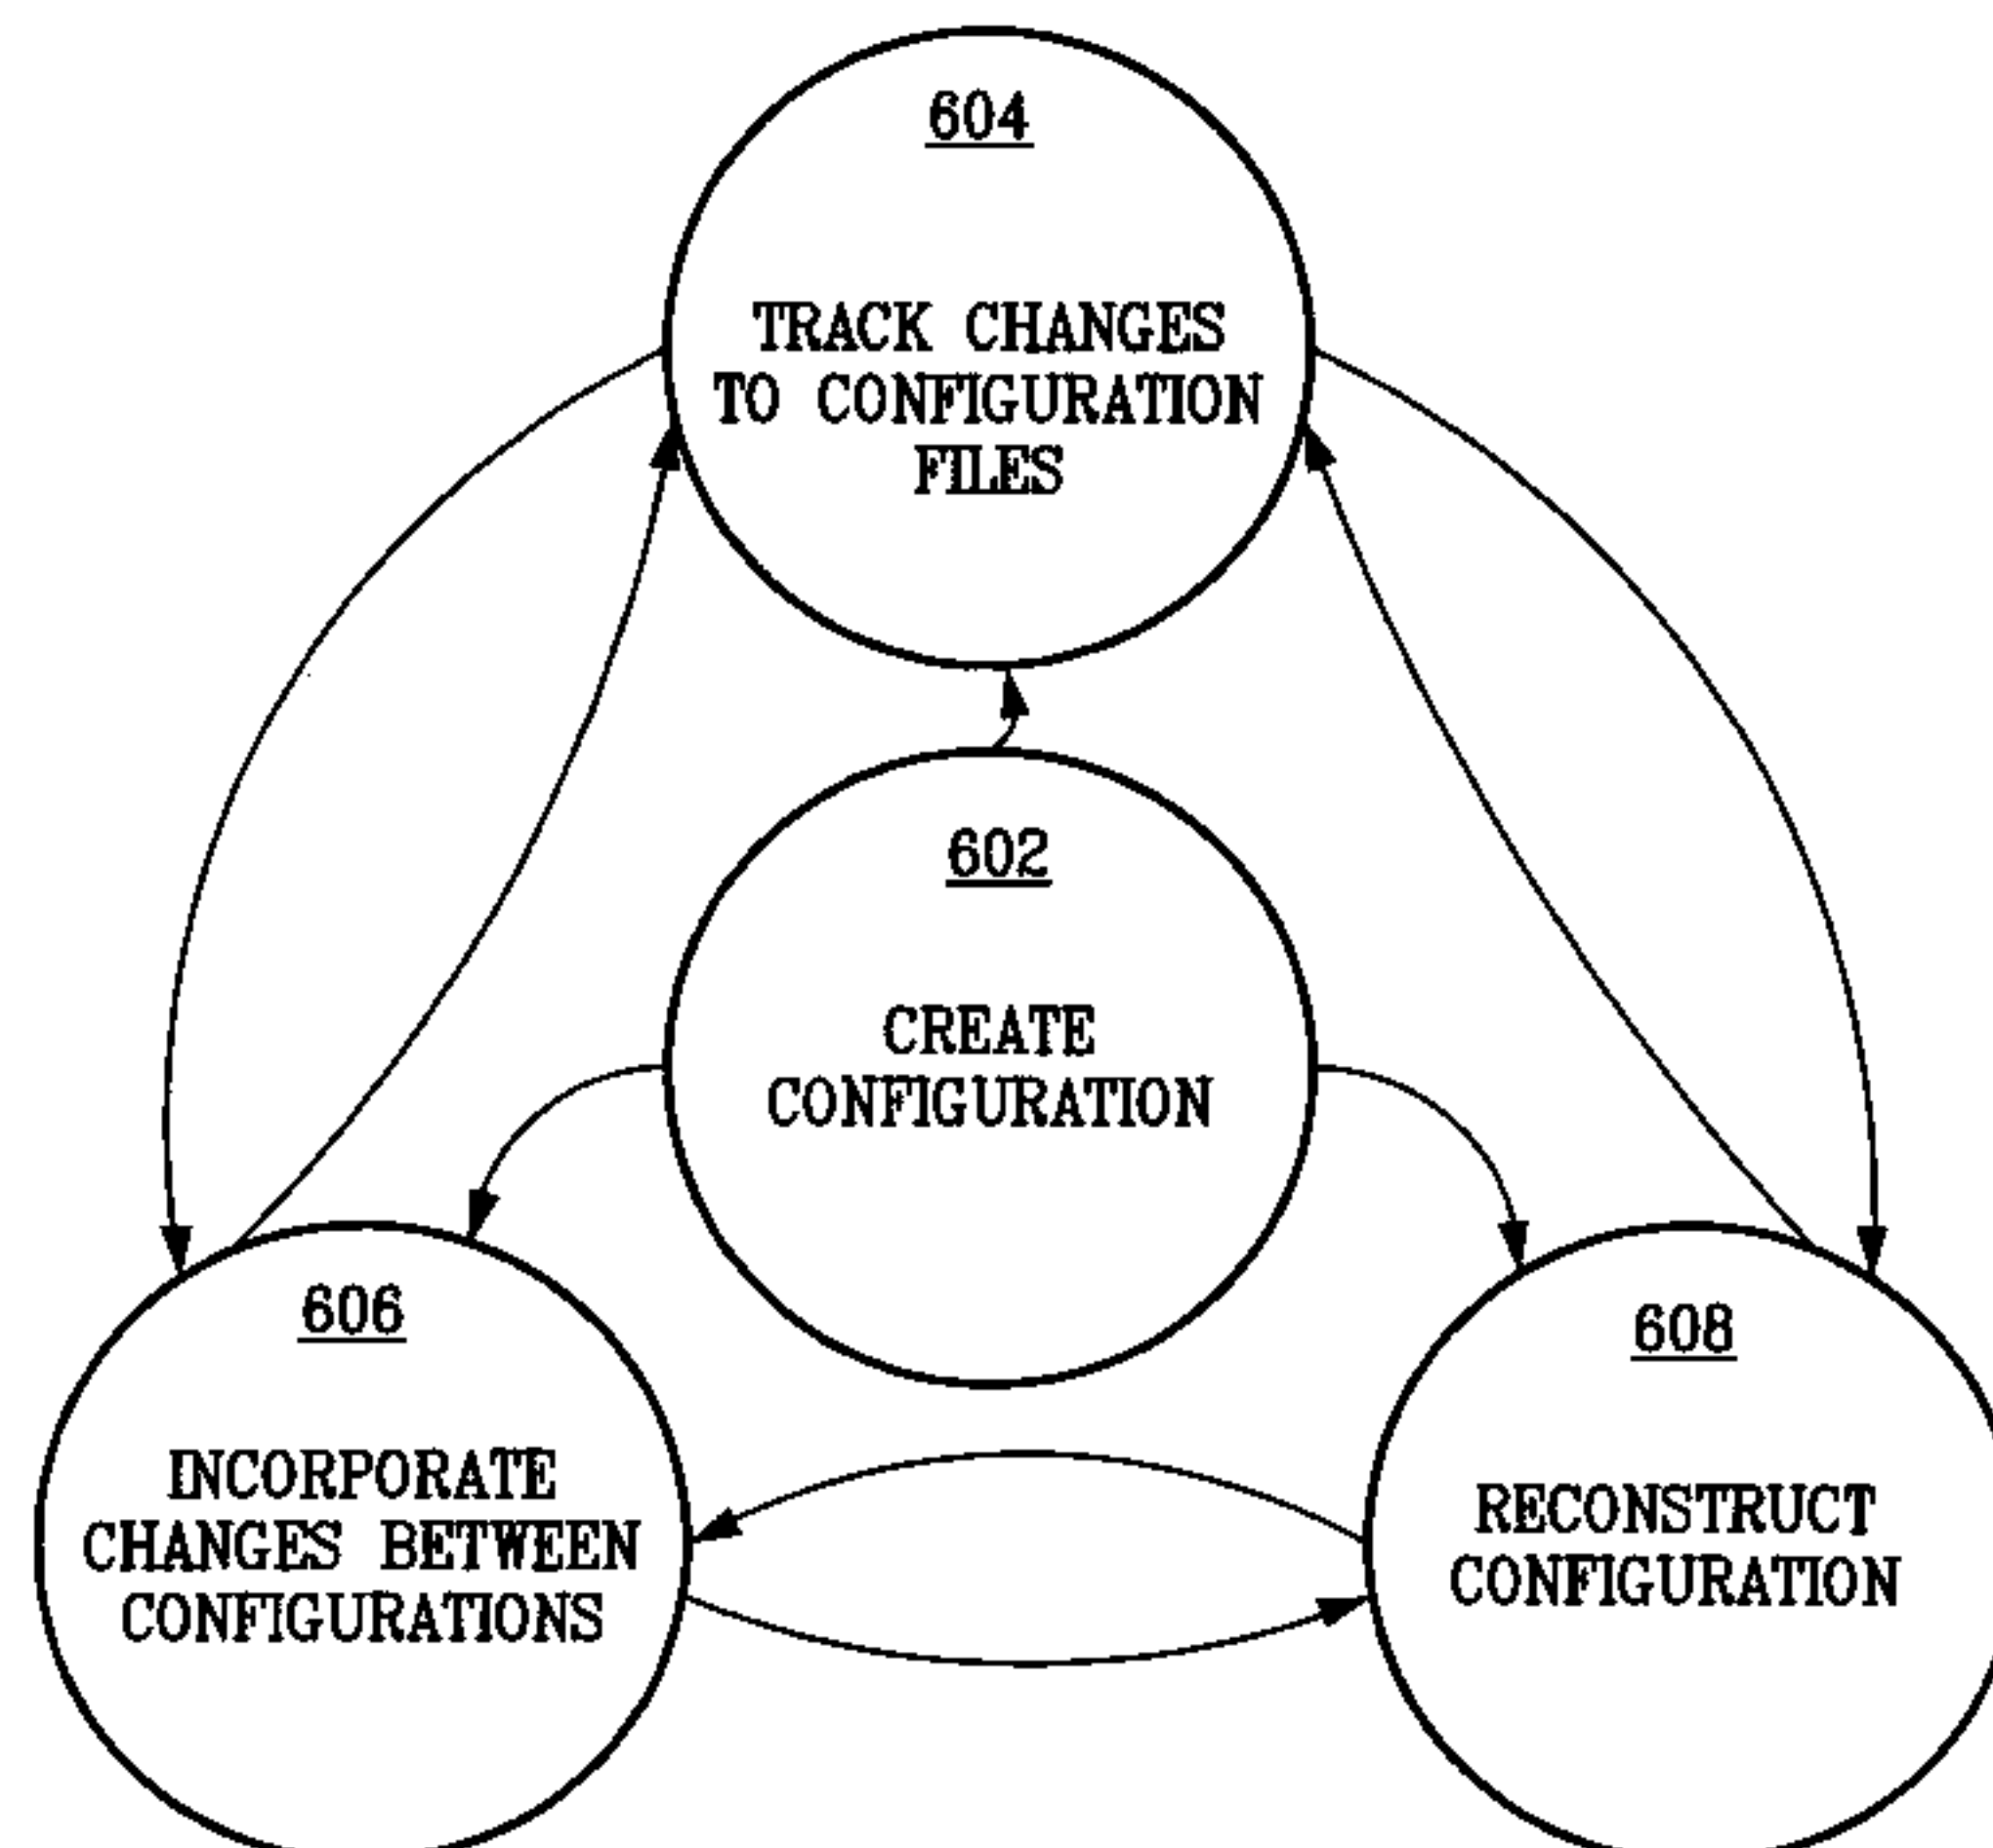 604
TRACK CHANGES
TO CONFIGURATION
FILES
602
CREATE
CONFIGURATION
606
INCORPORATE
CHANGES BETWEEN
CONFIGURATIONS
608
RECONSTRUCT
CONFIGURATION